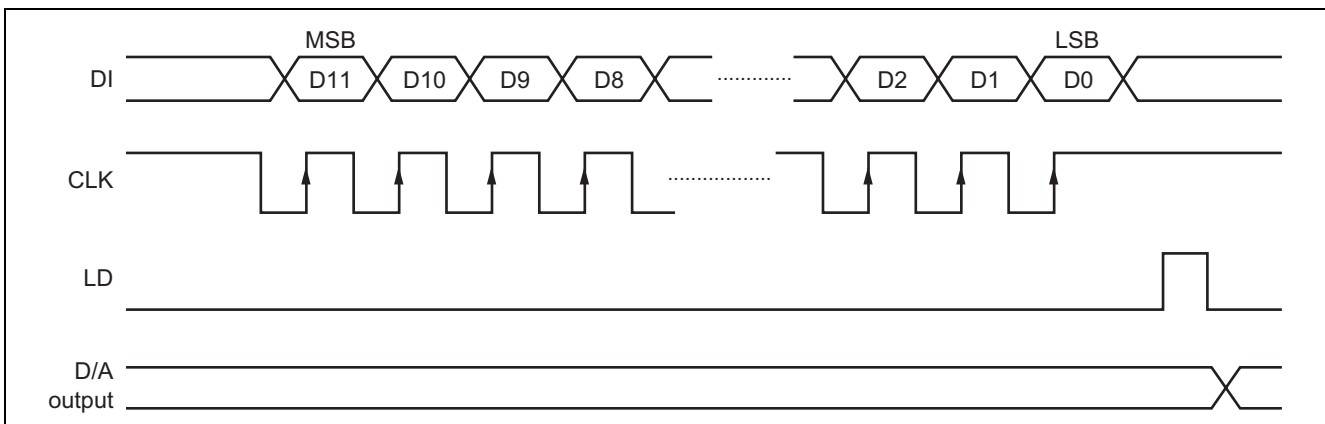 MSB LSB
DI D11 D10 D9 D8 D2 D1 D0
CLK
LD
D/A
output